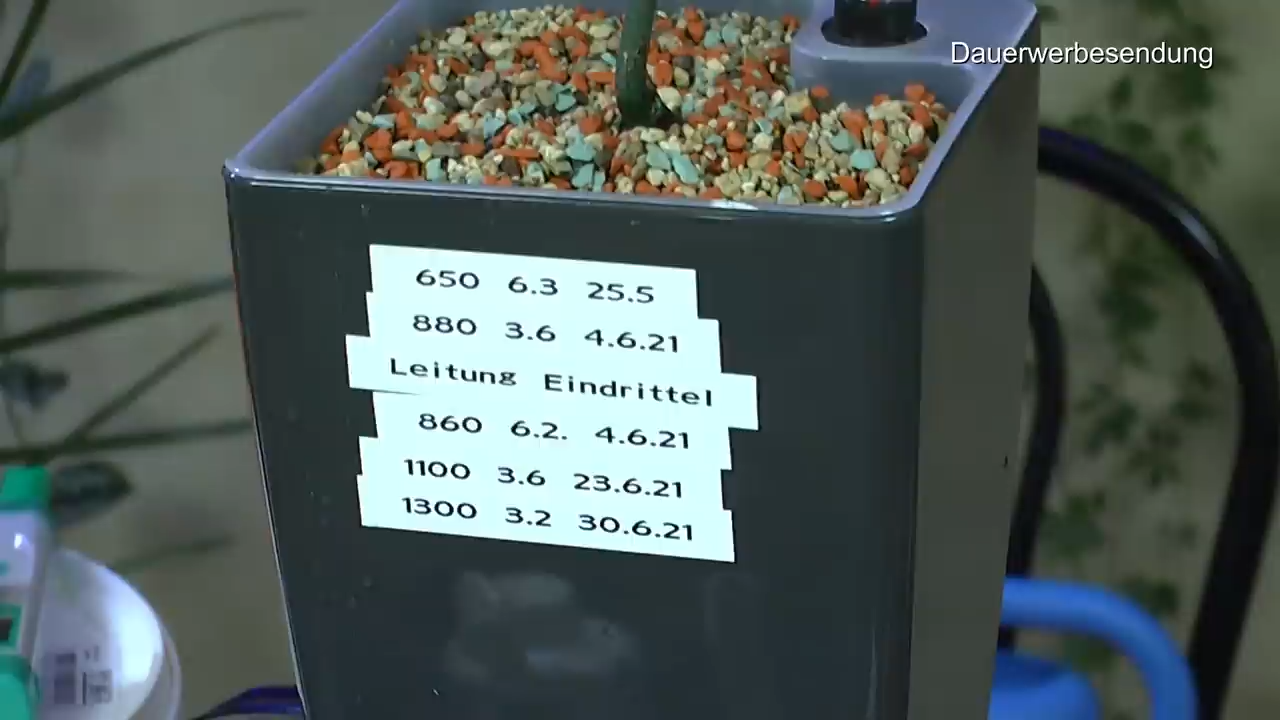 Dauerwerbesendung
650 6.3 25.5
880 3.6 4.6.21
Leitung Eindrittel
860 6.2. 4.6.21
1100 3.6 23.6.21
1300 3.2 30.6.21